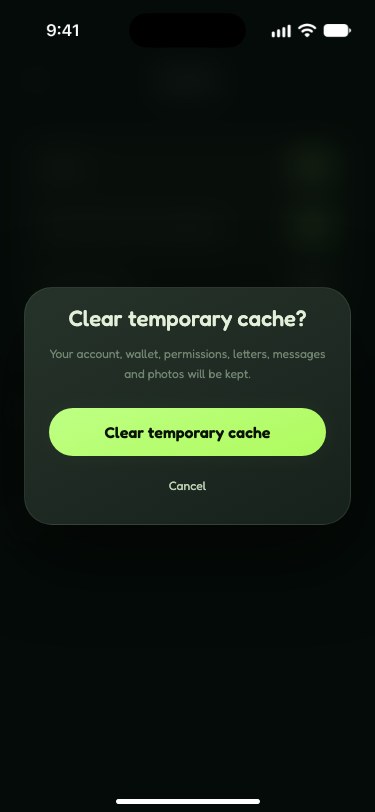 9:41
Clear temporary cache?
Your account, wallet, permissions, letters, messages
and photos will be kept.
Clear temporary cache
Cancel